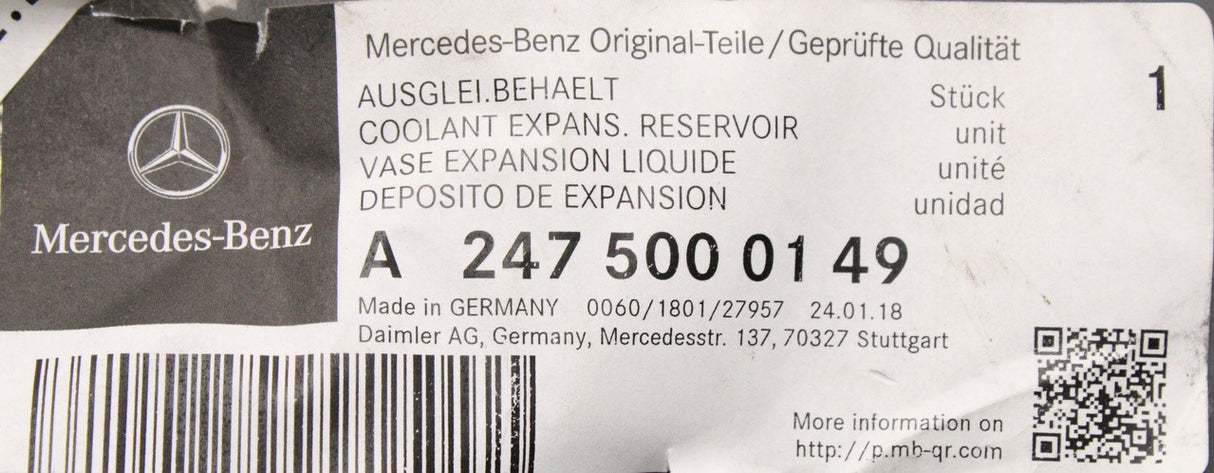 Mercedes-Benz
Mercedes-Benz Original-Teile/Geprüfte Qualität
AUSGLEI.BEHAELT Stück 1
COOLANT EXPANS. RESERVOIR unit
VASE EXPANSION LIQUIDE unité
DEPOSITO DE EXPANSION unidad
A 247 500 01 49
Made in GERMANY 0060/1801/27957 24.01.18
Daimler AG, Germany, Mercedesstr. 137, 70327 Stuttgart
More information on
http://p.mb-qr.com